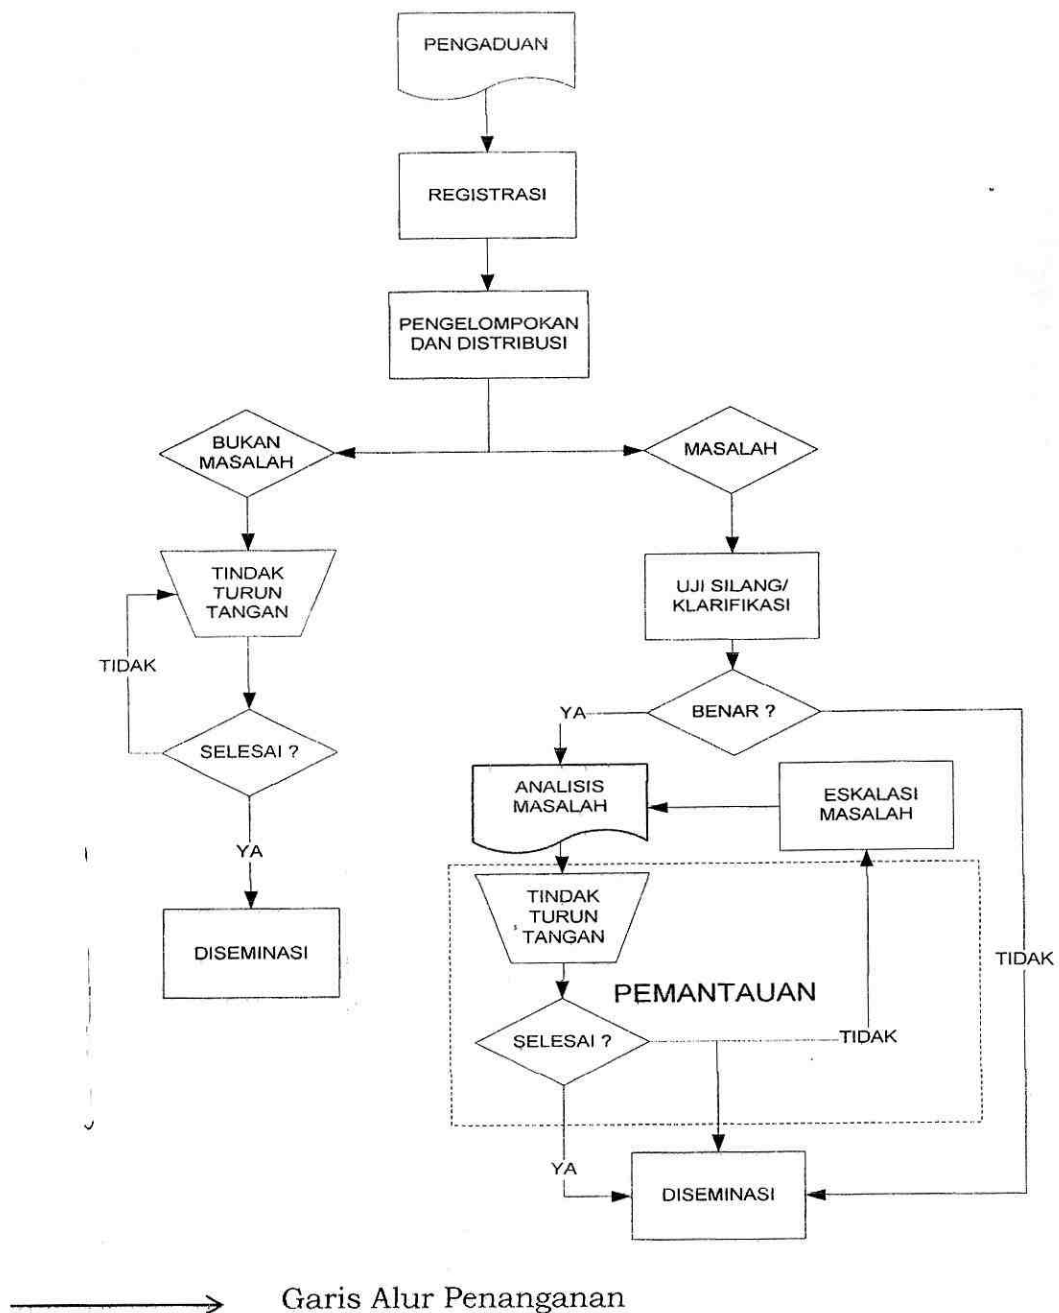 PENGADUAN
REGISTRASI
PENGELOMPOKAN
DAN DISTRIBUSI
BUKAN
MASALAH
MASALAH
TINDAK
TURUN
TANGAN
UJI SILANG/
KLARIFIKASI
TIDAK
SELESAI ?
YA
BENAR ?
ANALISIS
MASALAH
ESKALASI
MASALAH
YA
DISEMINASI
TINDAK
TURUN
TANGAN
TIDAK
PEMANTAUAN
SELESAI ?
TIDAK
YA
DISEMINASI
Garis Alur Penanganan